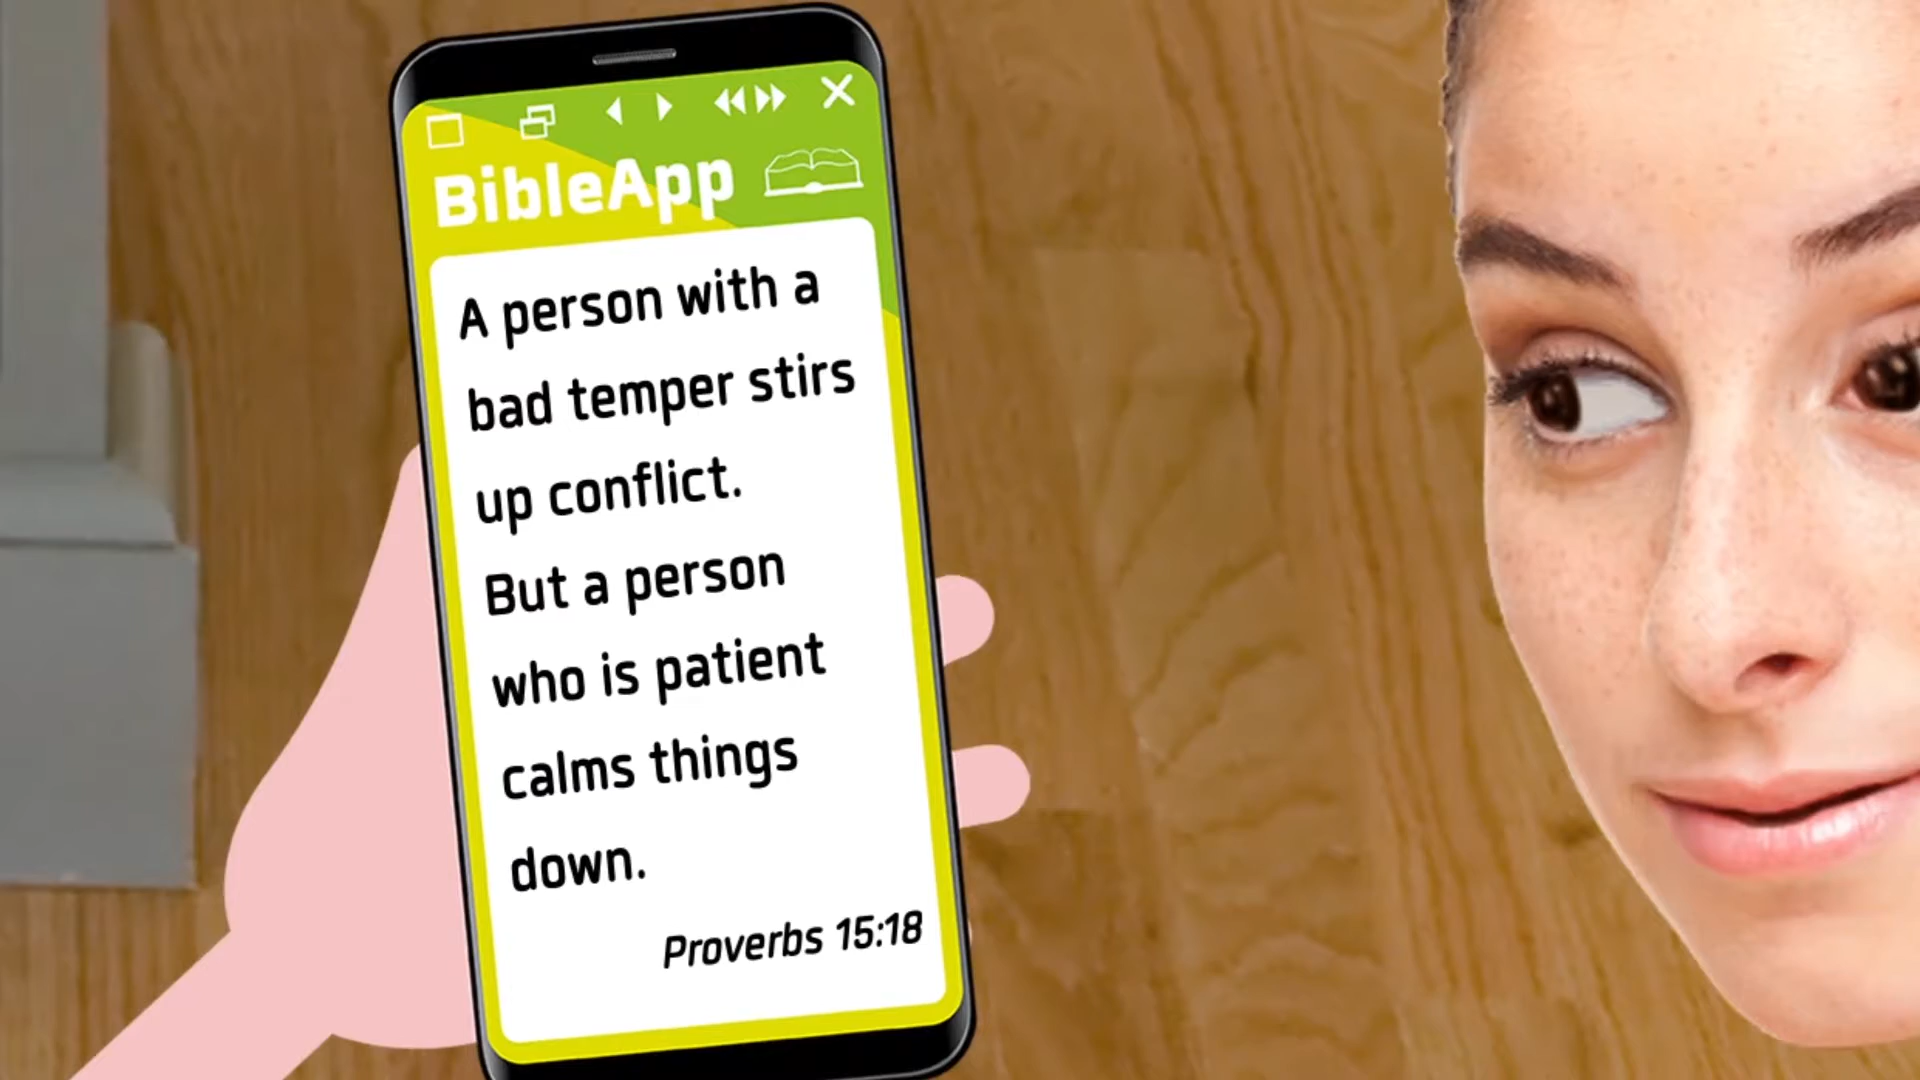 BibleApp
A person with a
bad temper stirs
up conflict.
But a person
who is patient
calms things
down.
Proverbs 15:18